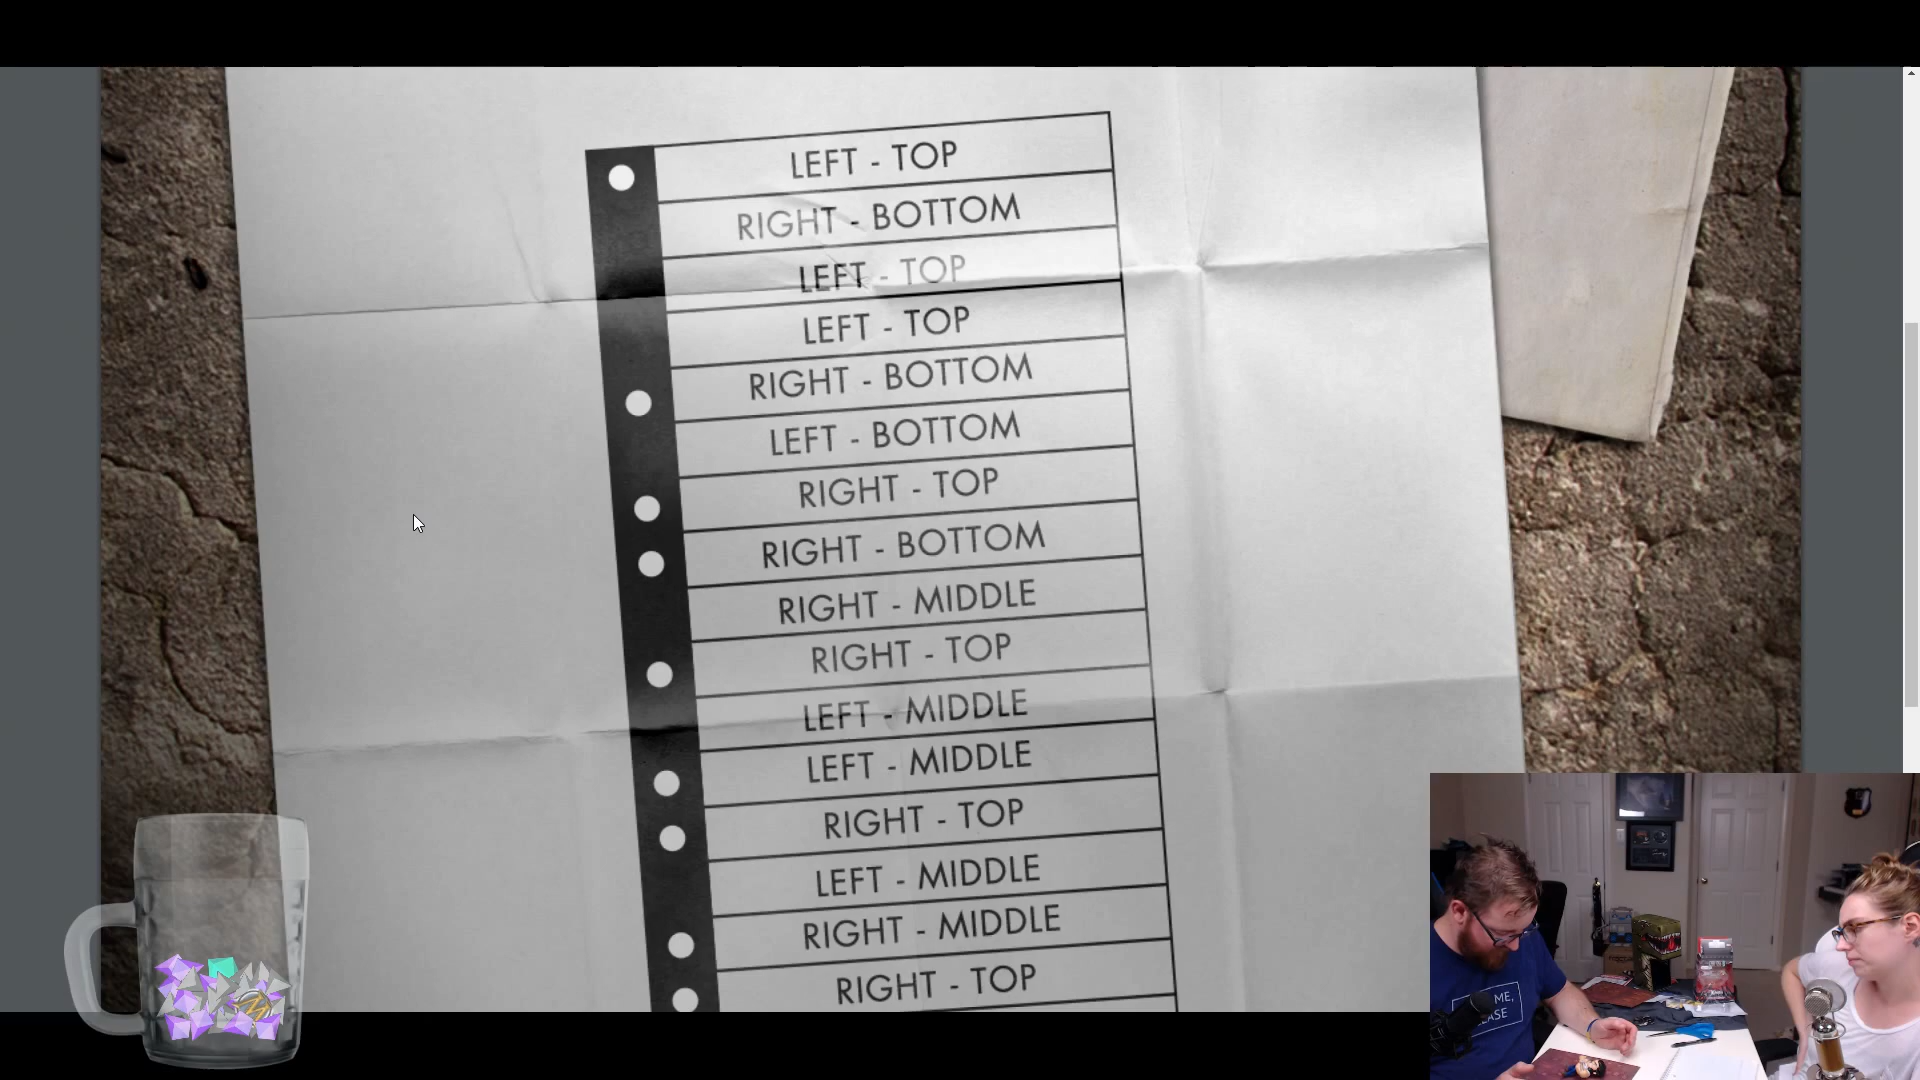 LEFT - TOP
RIGHT - BOTTOM
LEFT - TOP
LEFT - TOP
RIGHT - BOTTOM
LEFT - BOTTOM
RIGHT - TOP
RIGHT - BOTTOM
RIGHT - MIDDLE
RIGHT - TOP
LEFT - MIDDLE
LEFT - MIDDLE
RIGHT - TOP
LEFT - MIDDLE
RIGHT - MIDDLE
RIGHT - TOP
ME,